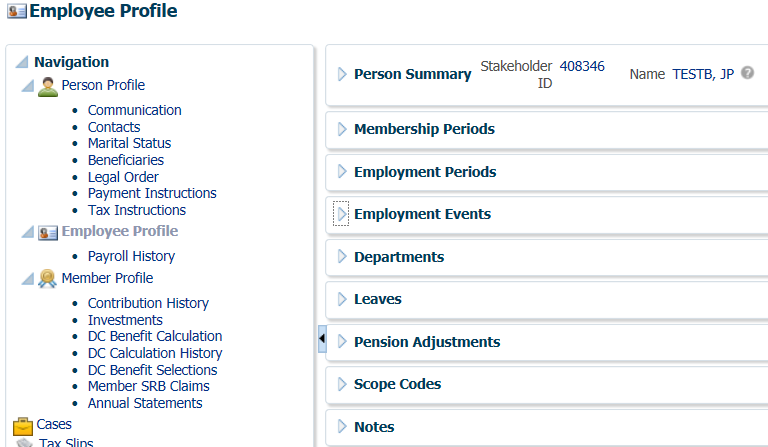 Employee Profile
Navigation
Person Profile
Communication
Contacts
Marital Status
Beneficiaries
Legal Order
Payment Instructions
Tax Instructions
Employee Profile
Payroll History
Member Profile
Contribution History
Investments
DC Benefit Calculation
DC Calculation History
DC Benefit Selections
Member SRB Claims
Annual Statements
Cases
Tax Slips
Person Summary Stakeholder 408346 Name TESTB, JP ?
ID
Membership Periods
Employment Periods
Employment Events
Departments
Leaves
Pension Adjustments
Scope Codes
Notes